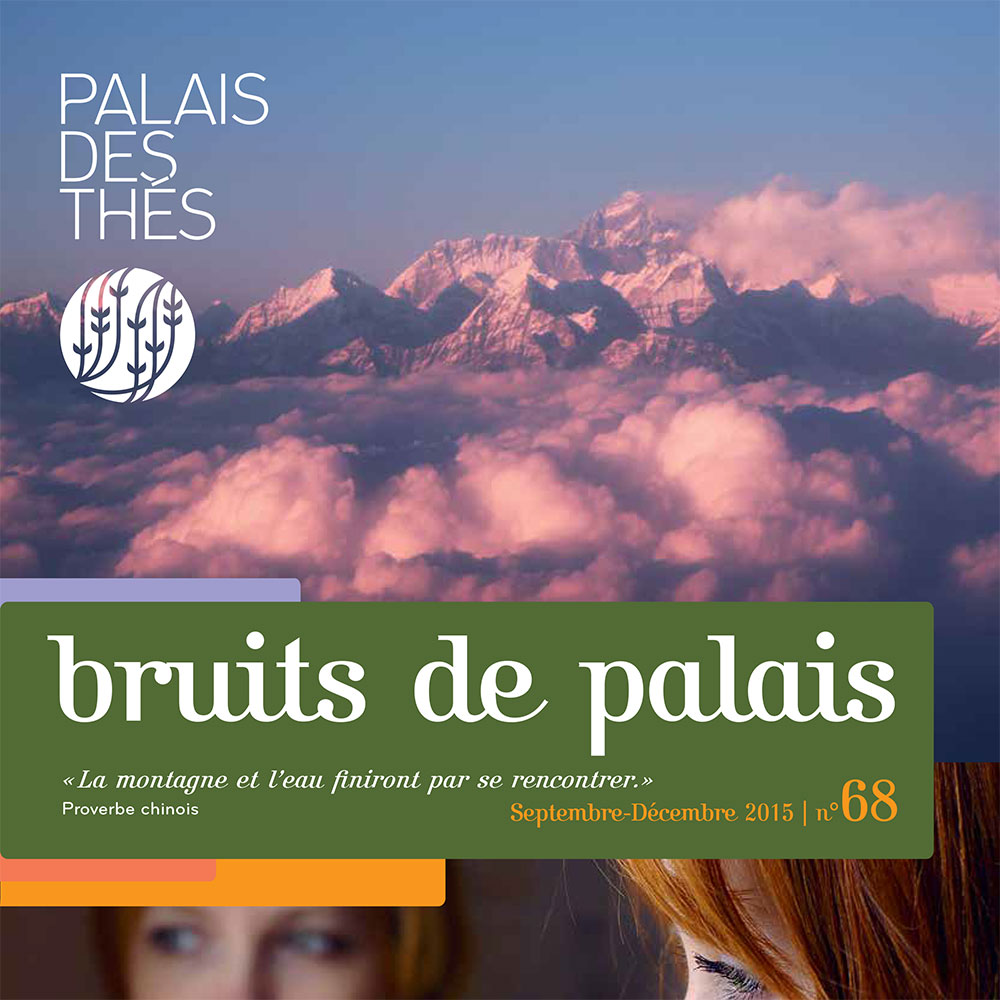 PALAIS
DES
THÉS
bruits de palais
« La montagne et l'eau finiront par se rencontrer. »
Proverbe chinois
Septembre-Décembre 2015 | n° 68